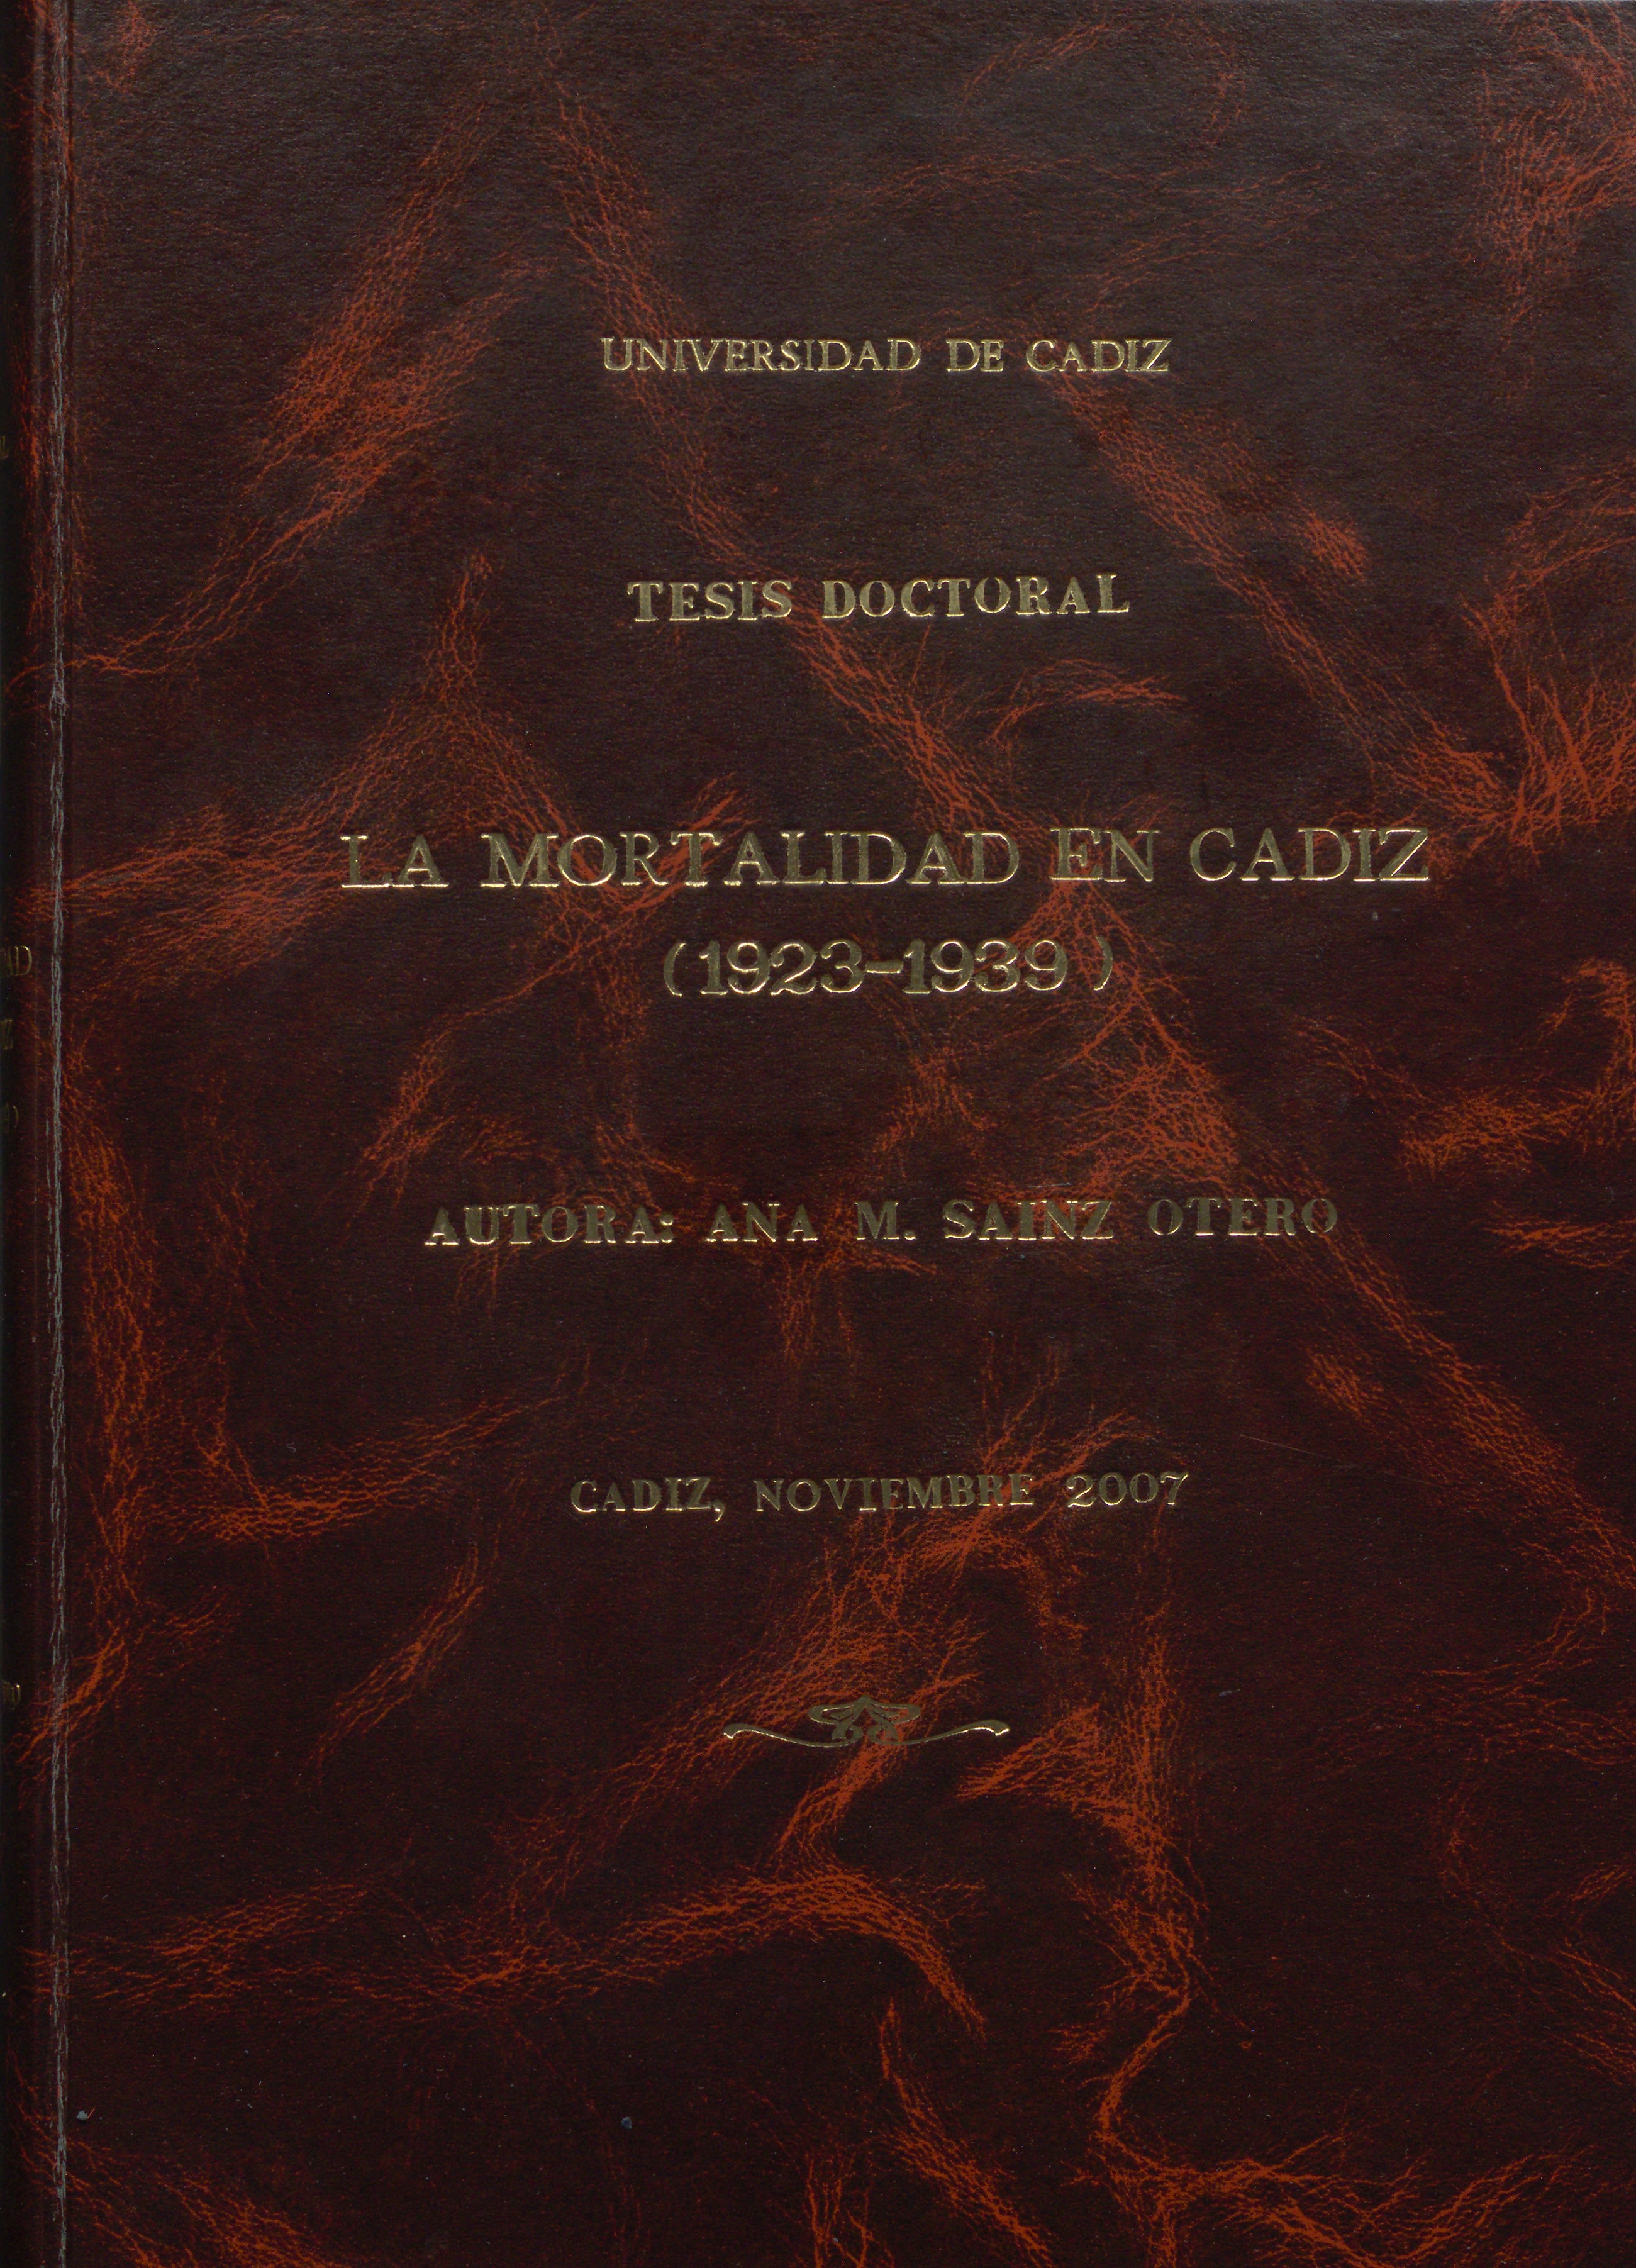 UNIVERSIDAD DE CADIZ
TESIS DOCTORAL
LA MORTALIDAD EN CADIZ
(1923-1939)
AUTORA: ANA M. SAINZ OTERO
CADIZ, NOVIEMBRE 2007